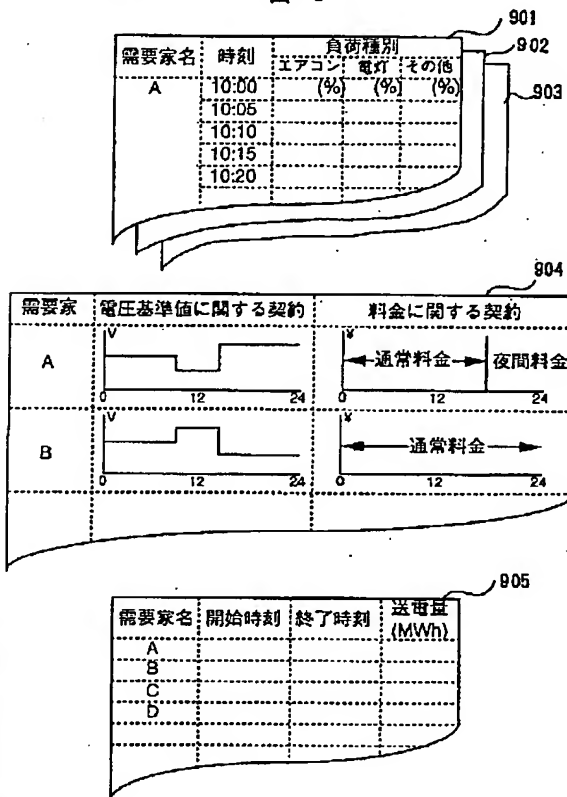 図
901
負荷種別
902
需要家名 時刻 エアコン 電灯 その他
903
A 10:00 (%) (%) (%)
10:05
10:10
10:15
10:20
904
需要家 電圧基準値に関する契約 料金に関する契約
A V 0 12 24 ¥ 通常料金 夜間料金 0 12 24
B V 0 12 24 ¥ 通常料金 0 12 24
905
需要家名 開始時刻 終了時刻 送電量
(MWh)
A
B
C
D